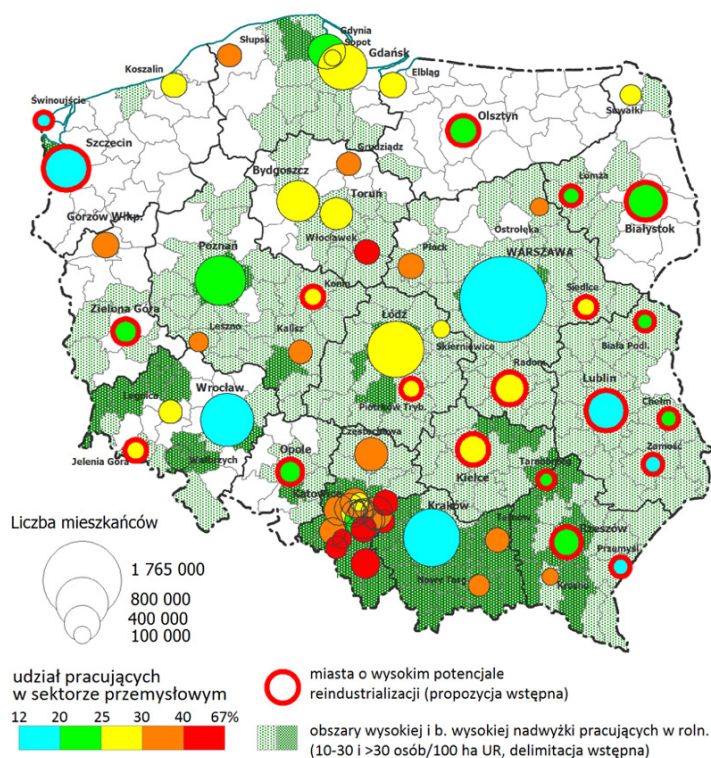 Słupsk
Gdynia
Sopot
Gdańsk
Koszalin
Elbląg
Świnoujście
Suwałki
Olsztyn
Szczecin
Grudziądz
Bydgoszcz
Łomża
Toruń
Białystok
Gorzów Wlkp.
Włocławek
Ostrołęka
Poznań
Płock
WARSZAWA
Konin
Siedlce
Zielona Góra
Łódź
Leszno
Kalisz
Skierniewice
Biała Podl.
Radom
Wrocław
Lublin
Legnica
Piotrków Tryb.
Chełm
Częstochowa
Opole
Zamość
Jelenia Góra
Wałbrzych
Kielce
Tarnobrzeg
Katowice
Kraków
Tarnów
Rzeszów
Przemyśl
Nowy Targ
Krosno
Liczba mieszkańców
1 765 000
800 000
400 000
100 000
udział pracujących
w sektorze przemysłowym
12 20 25 30 40 67%
miasta o wysokim potencjale
reindustrializacji (propozycja wstępna)
obszary wysokiej i b. wysokiej nadwyżki pracujących w roln.
(10-30 i >30 osób/100 ha UR, delimitacja wstępna)